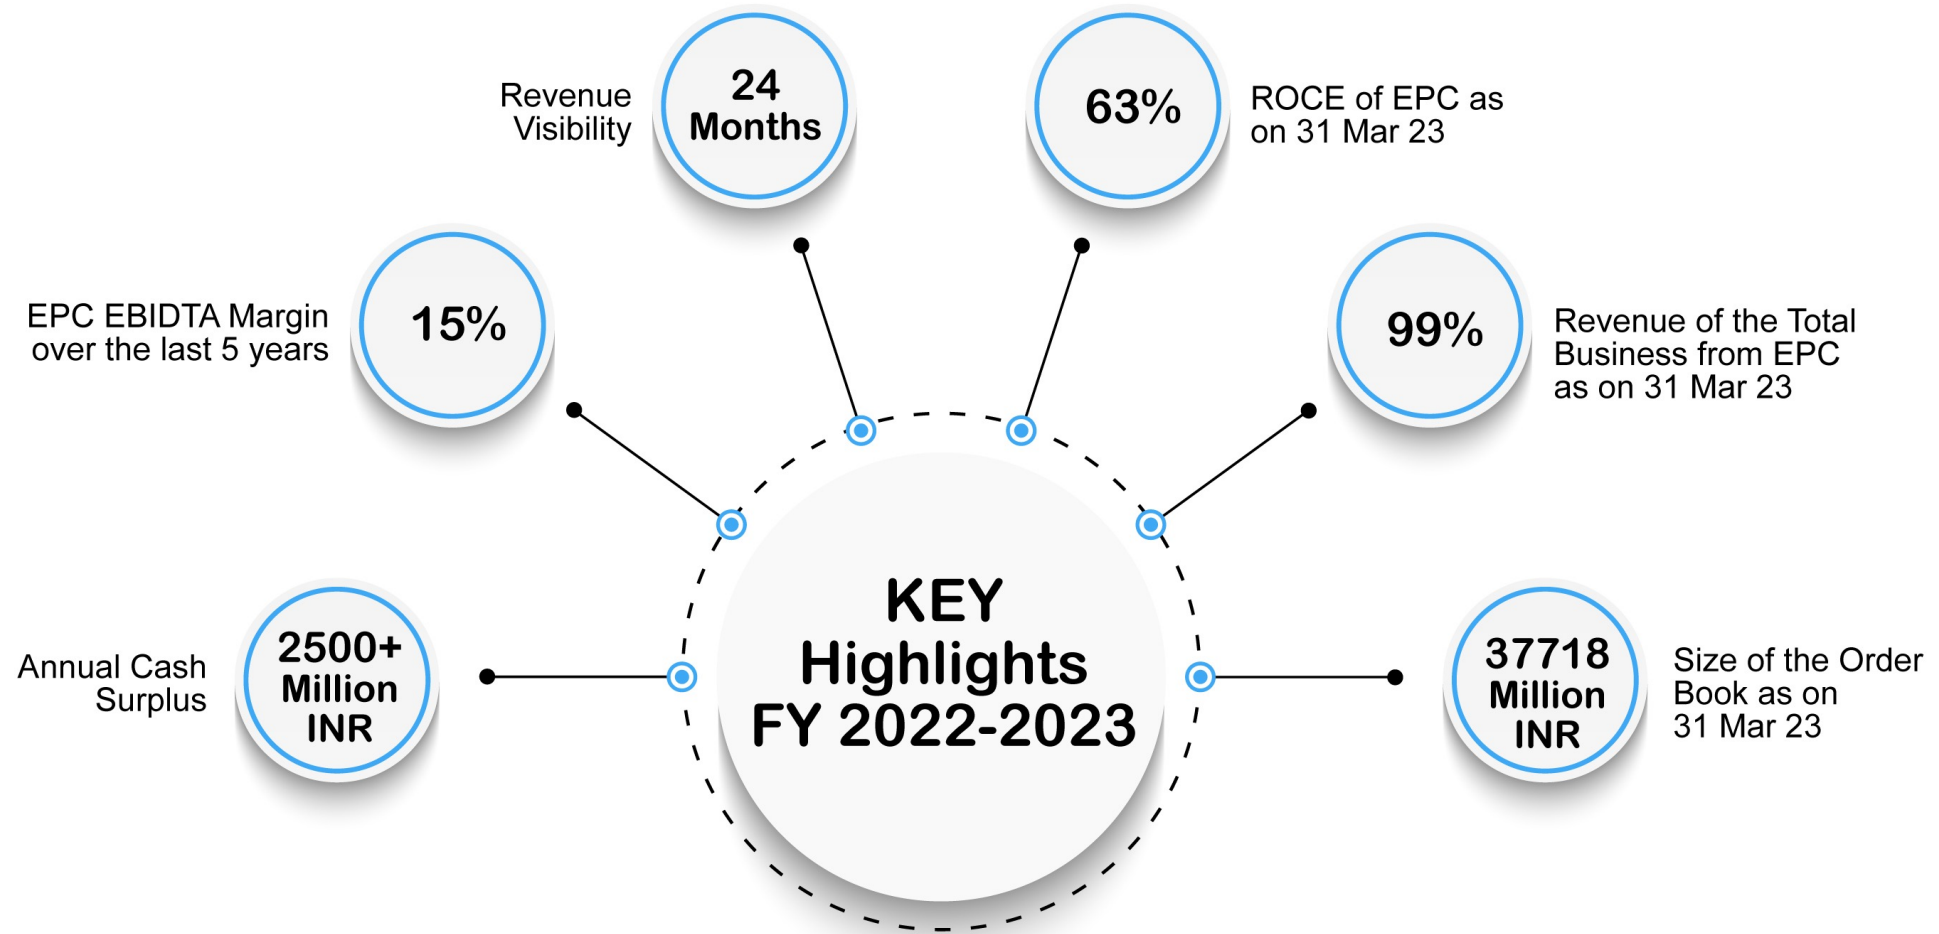 Revenue
Visibility
24
Months
63%
ROCE of EPC as
on 31 Mar 23
EPC EBIDTA Margin
over the last 5 years
15%
99%
Revenue of the Total
Business from EPC
as on 31 Mar 23
Annual Cash
Surplus
2500+
Million
INR
KEY
Highlights
FY 2022-2023
37718
Million
INR
Size of the Order
Book as on
31 Mar 23